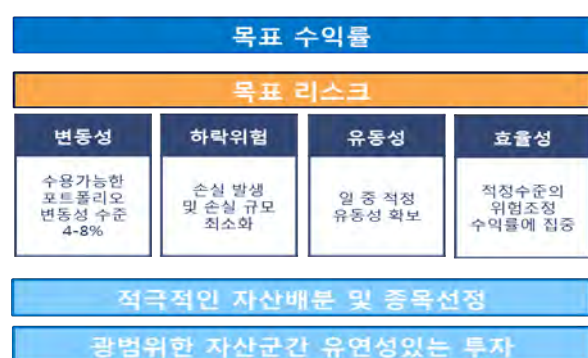 목표 수익률
목표 리스크
변동성
수용가능한
포트폴리오
변동성 수준
4-8%
하락위험
손실 발생
및 손실 규모
최소화
유동성
일 중 적정
유동성 확보
효율성
적정수준의
위험조정
수익률에 집중
적극적인 자산배분 및 종목선정
광범위한 자산군간 유연성있는 투자